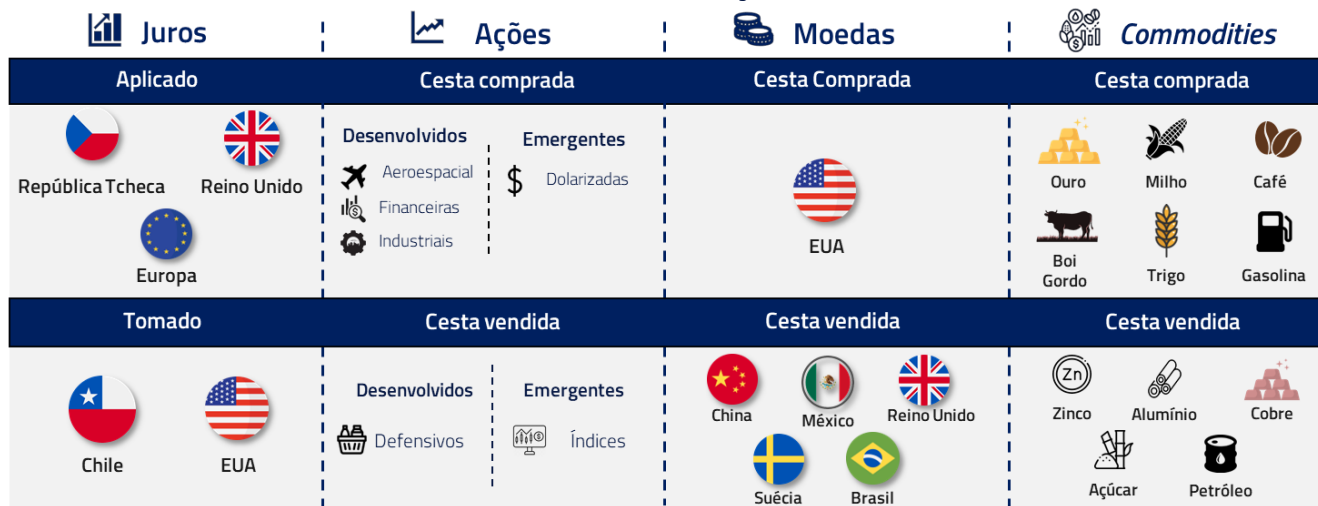 Juros
Ações
Moedas
Commodities
Aplicado
Cesta comprada
Cesta Comprada
Cesta comprada
República Tcheca
Reino Unido
Europa
Desenvolvidos
Aeroespacial
Financeiras
Industriais
Emergentes
$ Dolarizadas
EUA
Ouro
Milho
Café
Boi
Gordo
Trigo
Gasolina
Tomado
Cesta vendida
Cesta vendida
Cesta vendida
Chile
EUA
Desenvolvidos
Defensivos
Emergentes
Índices
China
México
Reino Unido
Suécia
Brasil
Zn
Zinco
Alumínio
Cobre
Açúcar
Petróleo